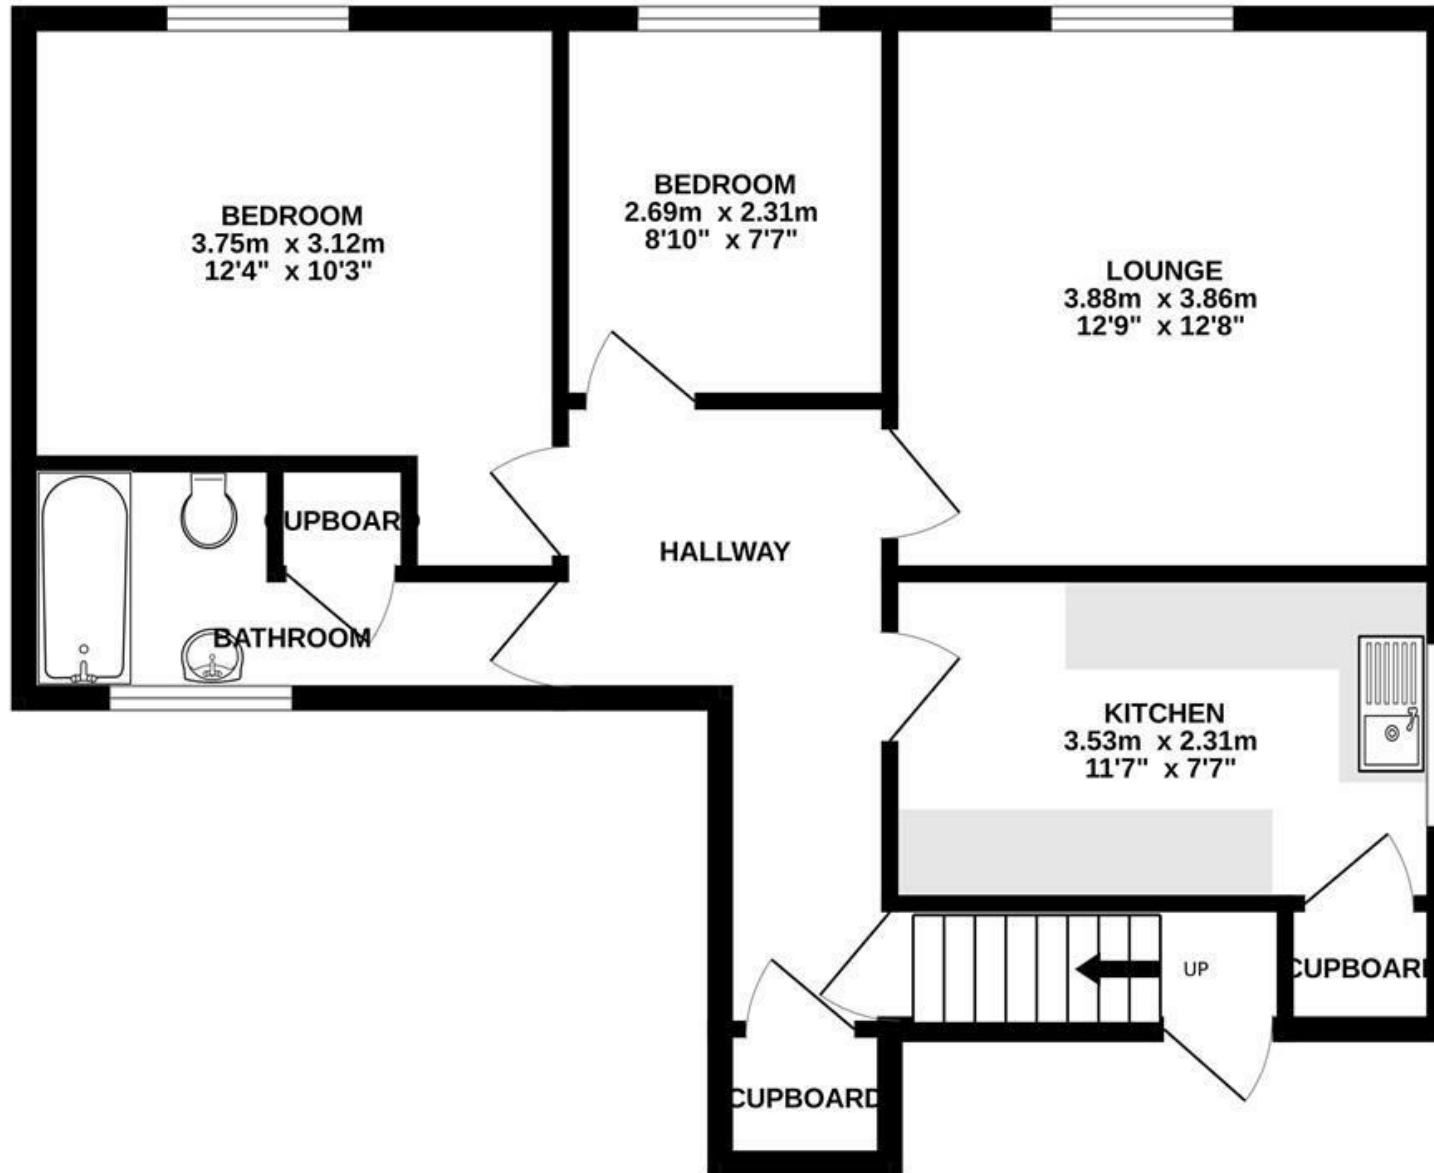 BEDROOM
3.75m x 3.12m
12'4" x 10'3"
BEDROOM
2.69m x 2.31m
8'10" x 7'7"
LOUNGE
3.88m x 3.86m
12'9" x 12'8"
CUPBOARD
HALLWAY
BATHROOM
KITCHEN
3.53m x 2.31m
11'7" x 7'7"
UP
CUPBOARD
CUPBOARD